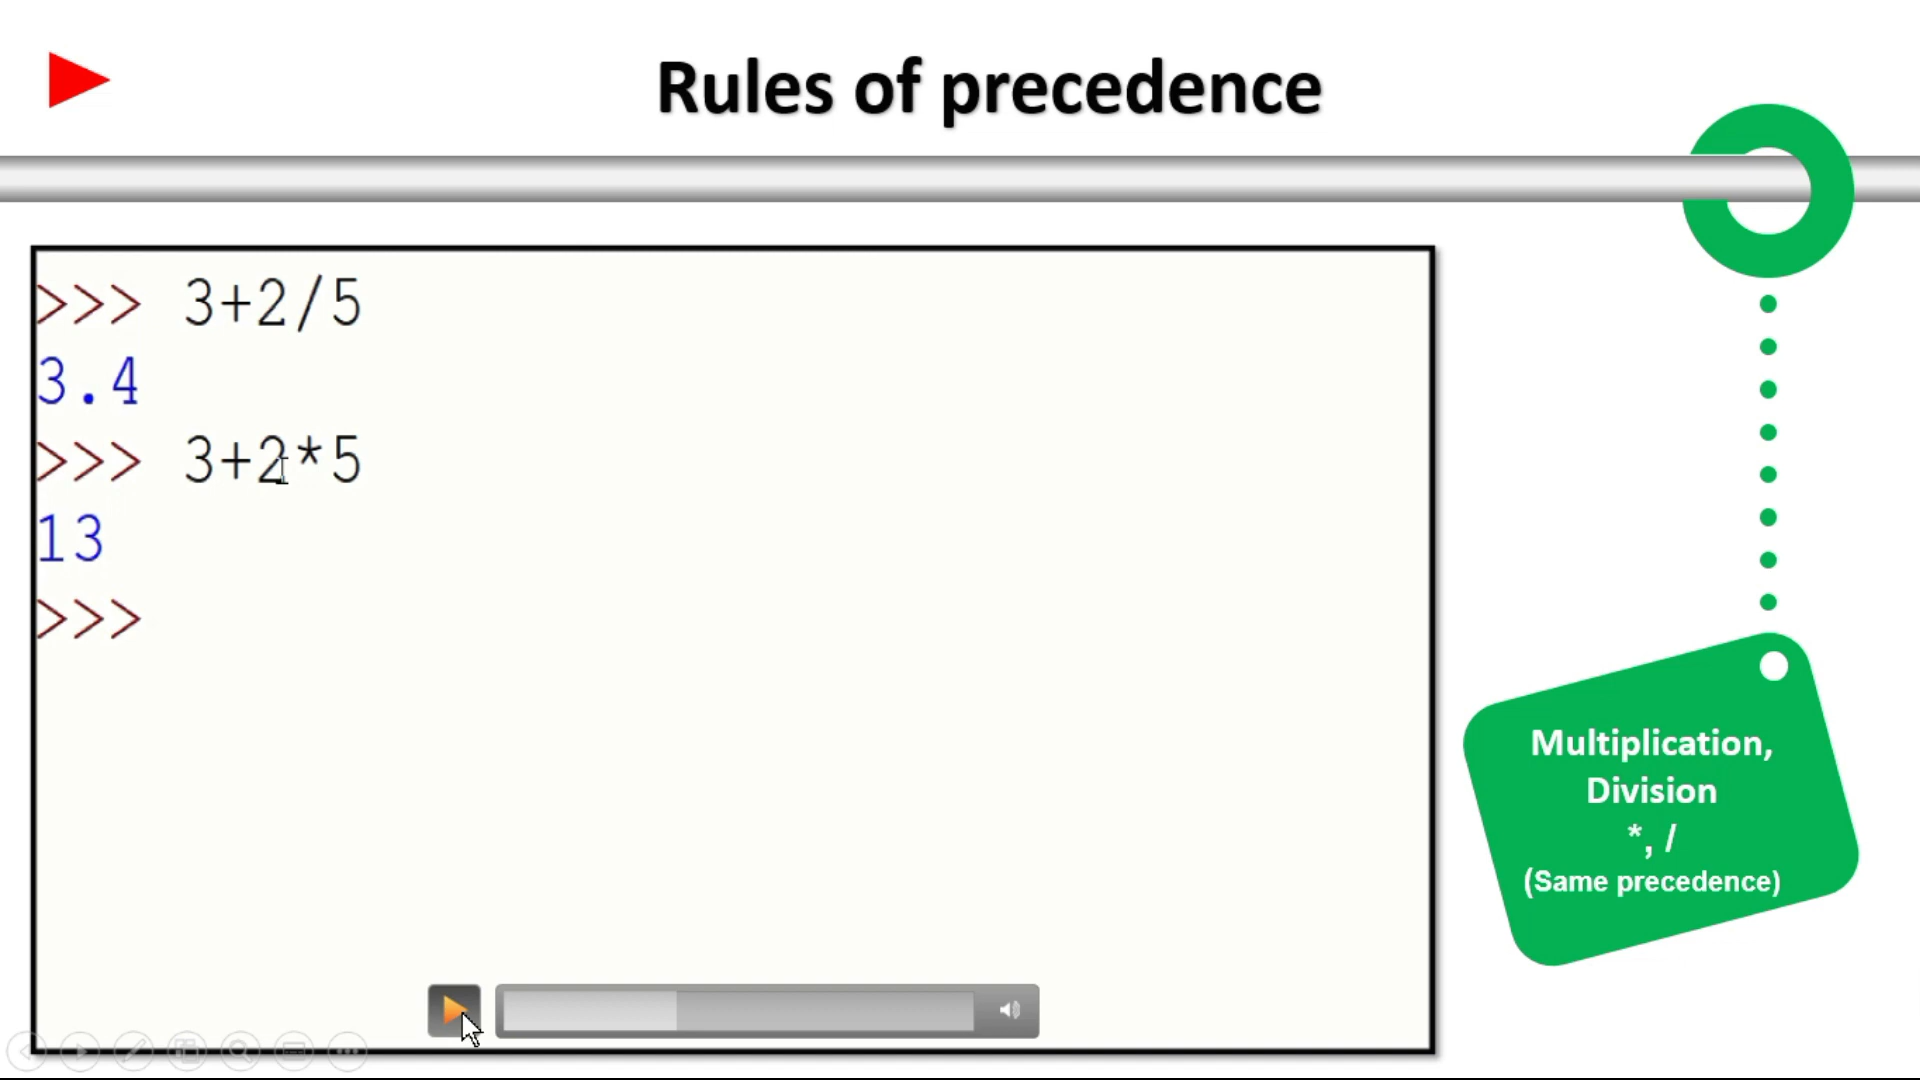 Rules of precedence
>>> 3+2/5
3.4
>>> 3+2*5
13
>>>
Multiplication,
Division
*, /
(Same precedence)